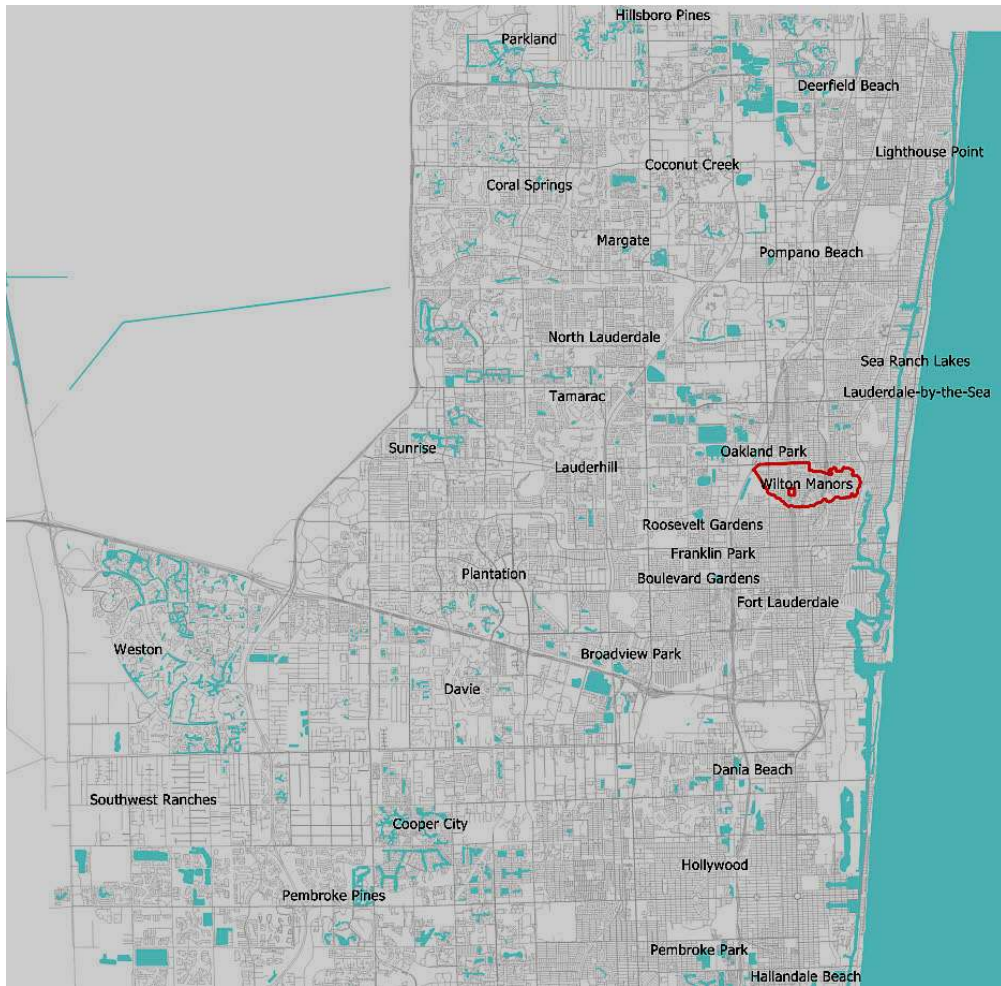 Hillsboro Pines
Parkland
Deerfield Beach
Lighthouse Point
Coconut Creek
Coral Springs
Margate
Pompano Beach
North Lauderdale
Sea Ranch Lakes
Lauderdale-by-the-Sea
Tamarac
Sunrise
Oakland Park
Lauderhill
Wilton Manors
Roosevelt Gardens
Franklin Park
Plantation
Boulevard Gardens
Fort Lauderdale
Weston
Broadview Park
Davie
Dania Beach
Southwest Ranches
Cooper City
Hollywood
Pembroke Pines
Pembroke Park
Hallandale Beach